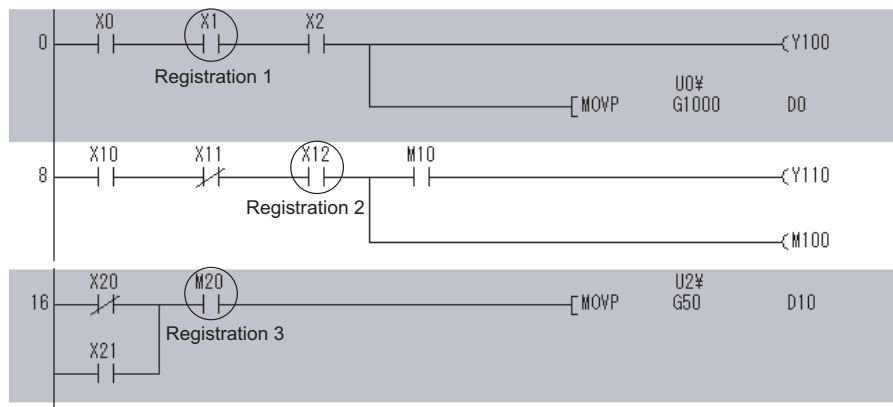 X0 X1 X2
0 Y100
Registration 1
U0¥
MOVP G1000 D0
X10 X11 X12 M10
8 Y110
Registration 2
M100
X20 M20 U2¥
16 MOVP G50 D10
Registration 3
X21